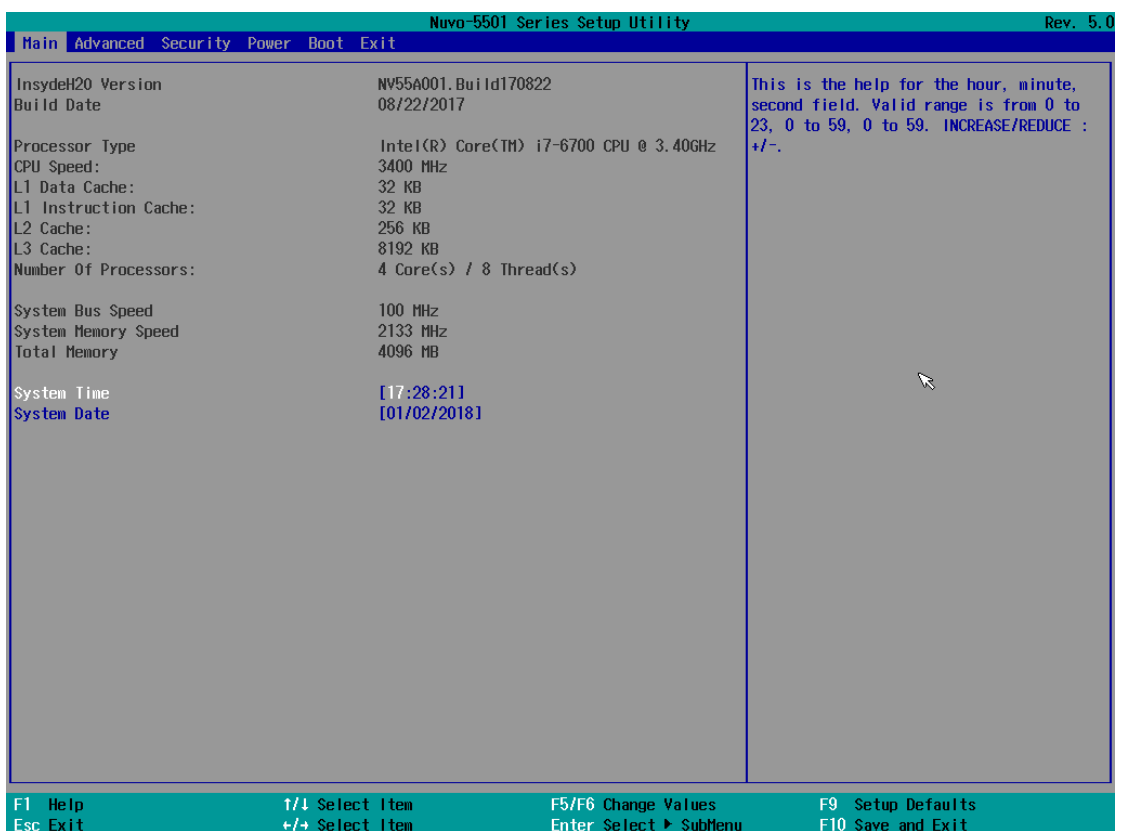 Nuvo-5501 Series Setup Utility Rev. 5.0
Main Advanced Security Power Boot Exit
InsydeH2O Version NV55A001.Build170822
Build Date 08/22/2017
Processor Type Intel(R) Core(TM) i7-6700 CPU @ 3.40GHz
CPU Speed: 3400 MHz
L1 Data Cache: 32 KB
L1 Instruction Cache: 32 KB
L2 Cache: 256 KB
L3 Cache: 8192 KB
Number Of Processors: 4 Core(s) / 8 Thread(s)
System Bus Speed 100 MHz
System Memory Speed 2133 MHz
Total Memory 4096 MB
System Time [17:28:21]
System Date [01/02/2018]
This is the help for the hour, minute,
second field. Valid range is from 0 to
23, 0 to 59, 0 to 59. INCREASE/REDUCE :
+/-.
F1 Help ↑/↓ Select Item F5/F6 Change Values F9 Setup Defaults
Esc Exit ←/→ Select Item Enter Select ▶ SubMenu F10 Save and Exit